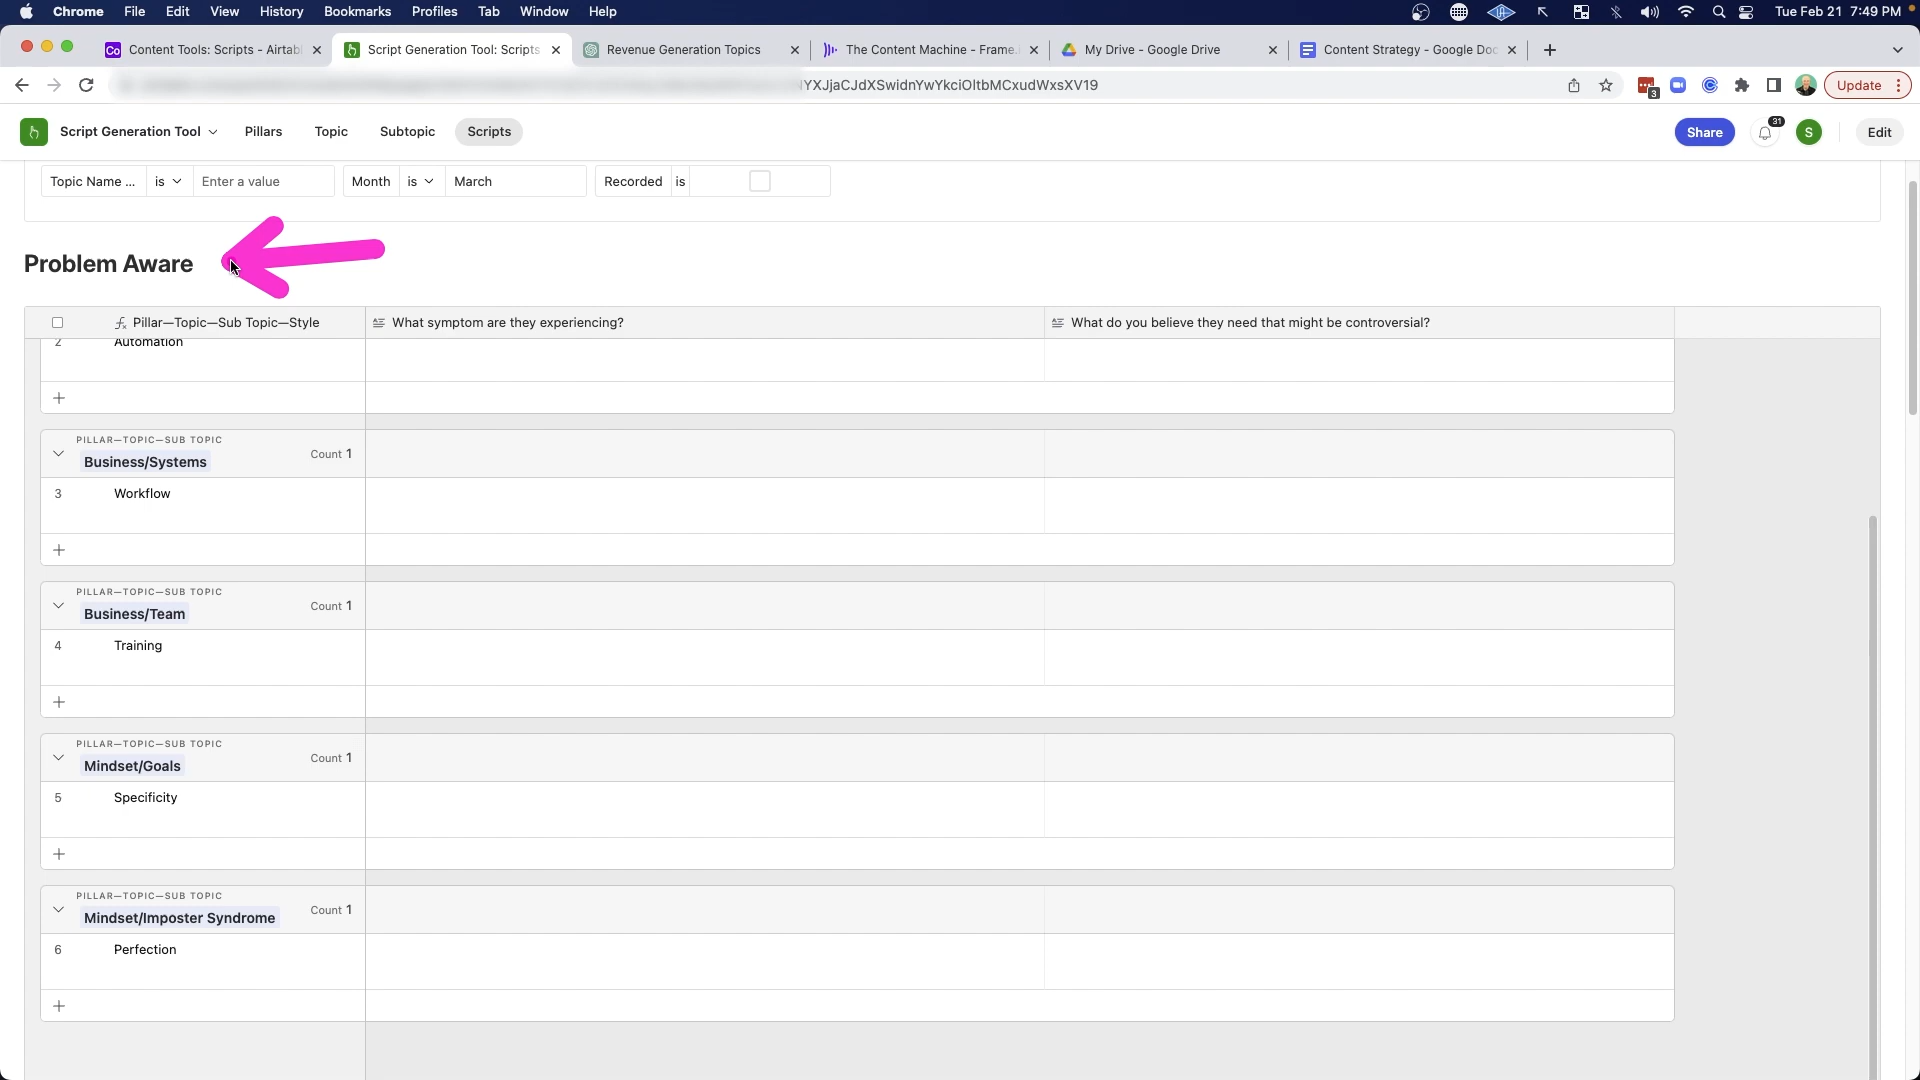 Chrome File Edit View History Bookmarks Profiles Tab Window Help Tue Feb 21 7:49 PM
Content Tools: Scripts - Airtabl Script Generation Tool: Scripts Revenue Generation Topics The Content Machine - Frame.i My Drive - Google Drive Content Strategy - Google Doc
YXJjaCJdXSwidnYwYkciOltbMCxudWxsXV19 3 Update
Script Generation Tool Pillars Topic Subtopic Scripts Share 31 S Edit
Topic Name ... is Enter a value Month is March Recorded is
Problem Aware
Pillar—Topic—Sub Topic—Style What symptom are they experiencing? What do you believe they need that might be controversial?
2 Automation
PILLAR—TOPIC—SUB TOPIC
Business/Systems Count 1
3 Workflow
PILLAR—TOPIC—SUB TOPIC
Business/Team Count 1
4 Training
PILLAR—TOPIC—SUB TOPIC
Mindset/Goals Count 1
5 Specificity
PILLAR—TOPIC—SUB TOPIC
Mindset/Imposter Syndrome Count 1
6 Perfection